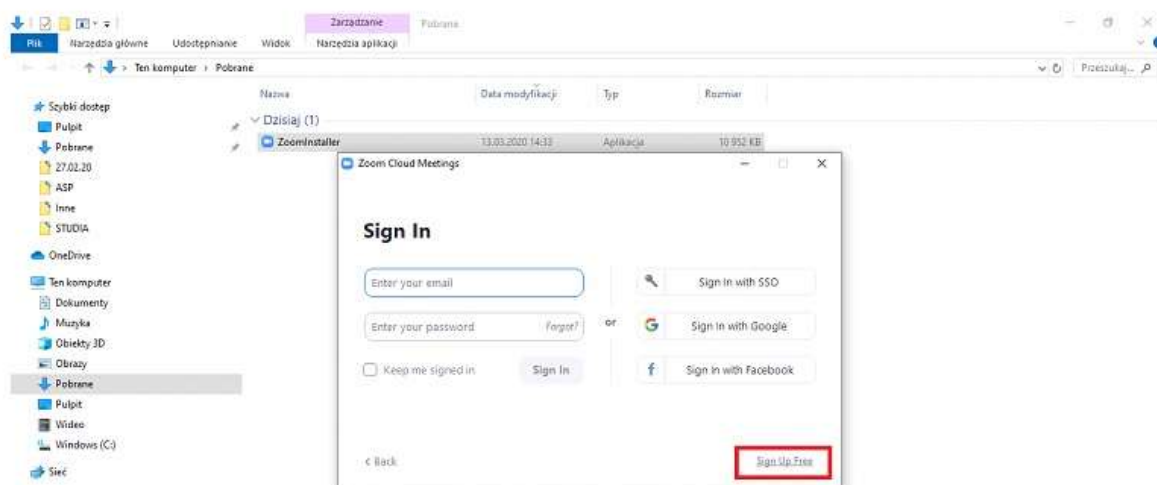 Zarządzanie Pobrane
Plik Narzędzia główne Udostępnianie Widok Narzędzia aplikacji
Ten komputer › Pobrane
Przeszukaj...
Nazwa Data modyfikacji Typ Rozmiar
Szybki dostęp
Dzisiaj (1)
Pulpit
ZoomInstaller 13.03.2020 14:33 Aplikacja 10 952 KB
Pobrane
27.02.20
ASP
Inne
STUDIA
OneDrive
Ten komputer
Dokumenty
Muzyka
Obiekty 3D
Obrazy
Pobrane
Pulpit
Wideo
Windows (C:)
Sieć
Zoom Cloud Meetings
Sign In
Enter your email
Enter your password Forgot?
Keep me signed in Sign In
or
Sign In with SSO
Sign In with Google
Sign In with Facebook
< Back
Sign Up Free